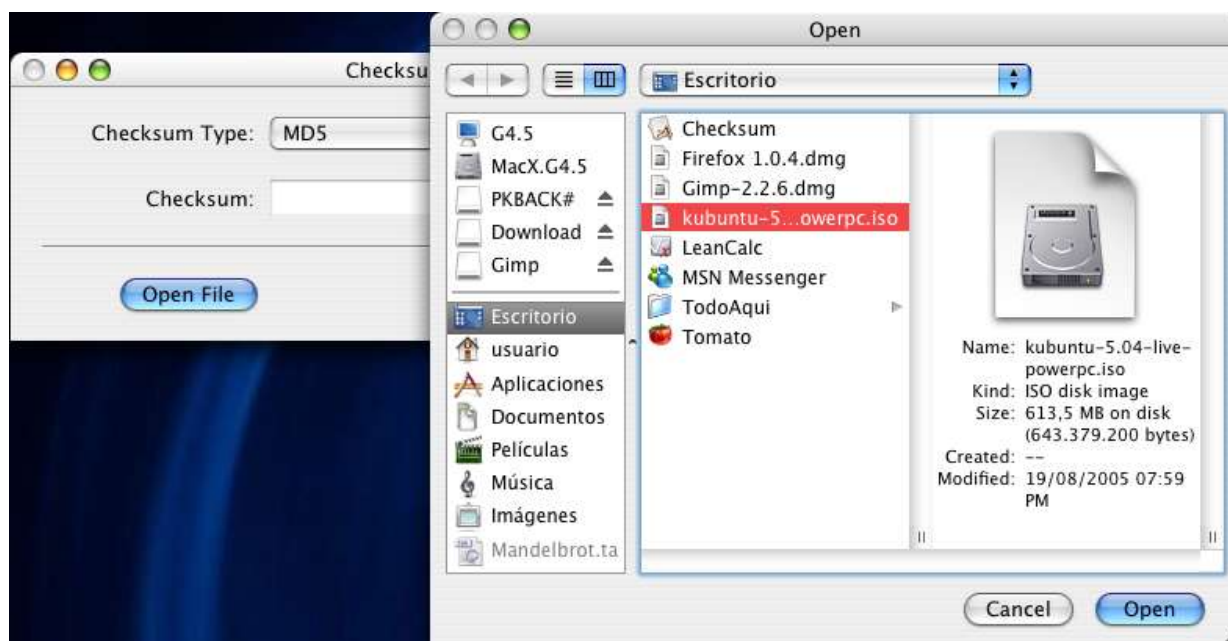 Checksu
Checksum Type: MD5
Checksum:
Open File
Open
Escritorio
G4.5
MacX.G4.5
PKBACK#
Download
Gimp
Escritorio
usuario
Aplicaciones
Documentos
Películas
Música
Imágenes
Mandelbrot.ta
Checksum
Firefox 1.0.4.dmg
Gimp-2.2.6.dmg
kubuntu-5...owerpc.iso
LeanCalc
MSN Messenger
TodoAqui
Tomato
Name: kubuntu-5.04-live-
powerpc.iso
Kind: ISO disk image
Size: 613,5 MB on disk
(643.379.200 bytes)
Created: --
Modified: 19/08/2005 07:59
PM
Cancel
Open